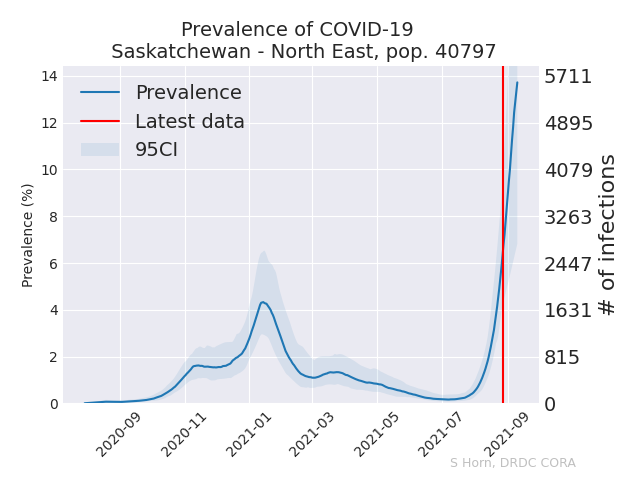 Prevalence of COVID-19
Saskatchewan - North East, pop. 40797
Prevalence
Latest data
95CI
Prevalence (%)
14
12
10
8
6
4
2
0
5711
4895
4079
3263
2447
1631
815
0
# of infections
2020-09
2020-11
2021-01
2021-03
2021-05
2021-07
2021-09
S Horn, DRDC CORA